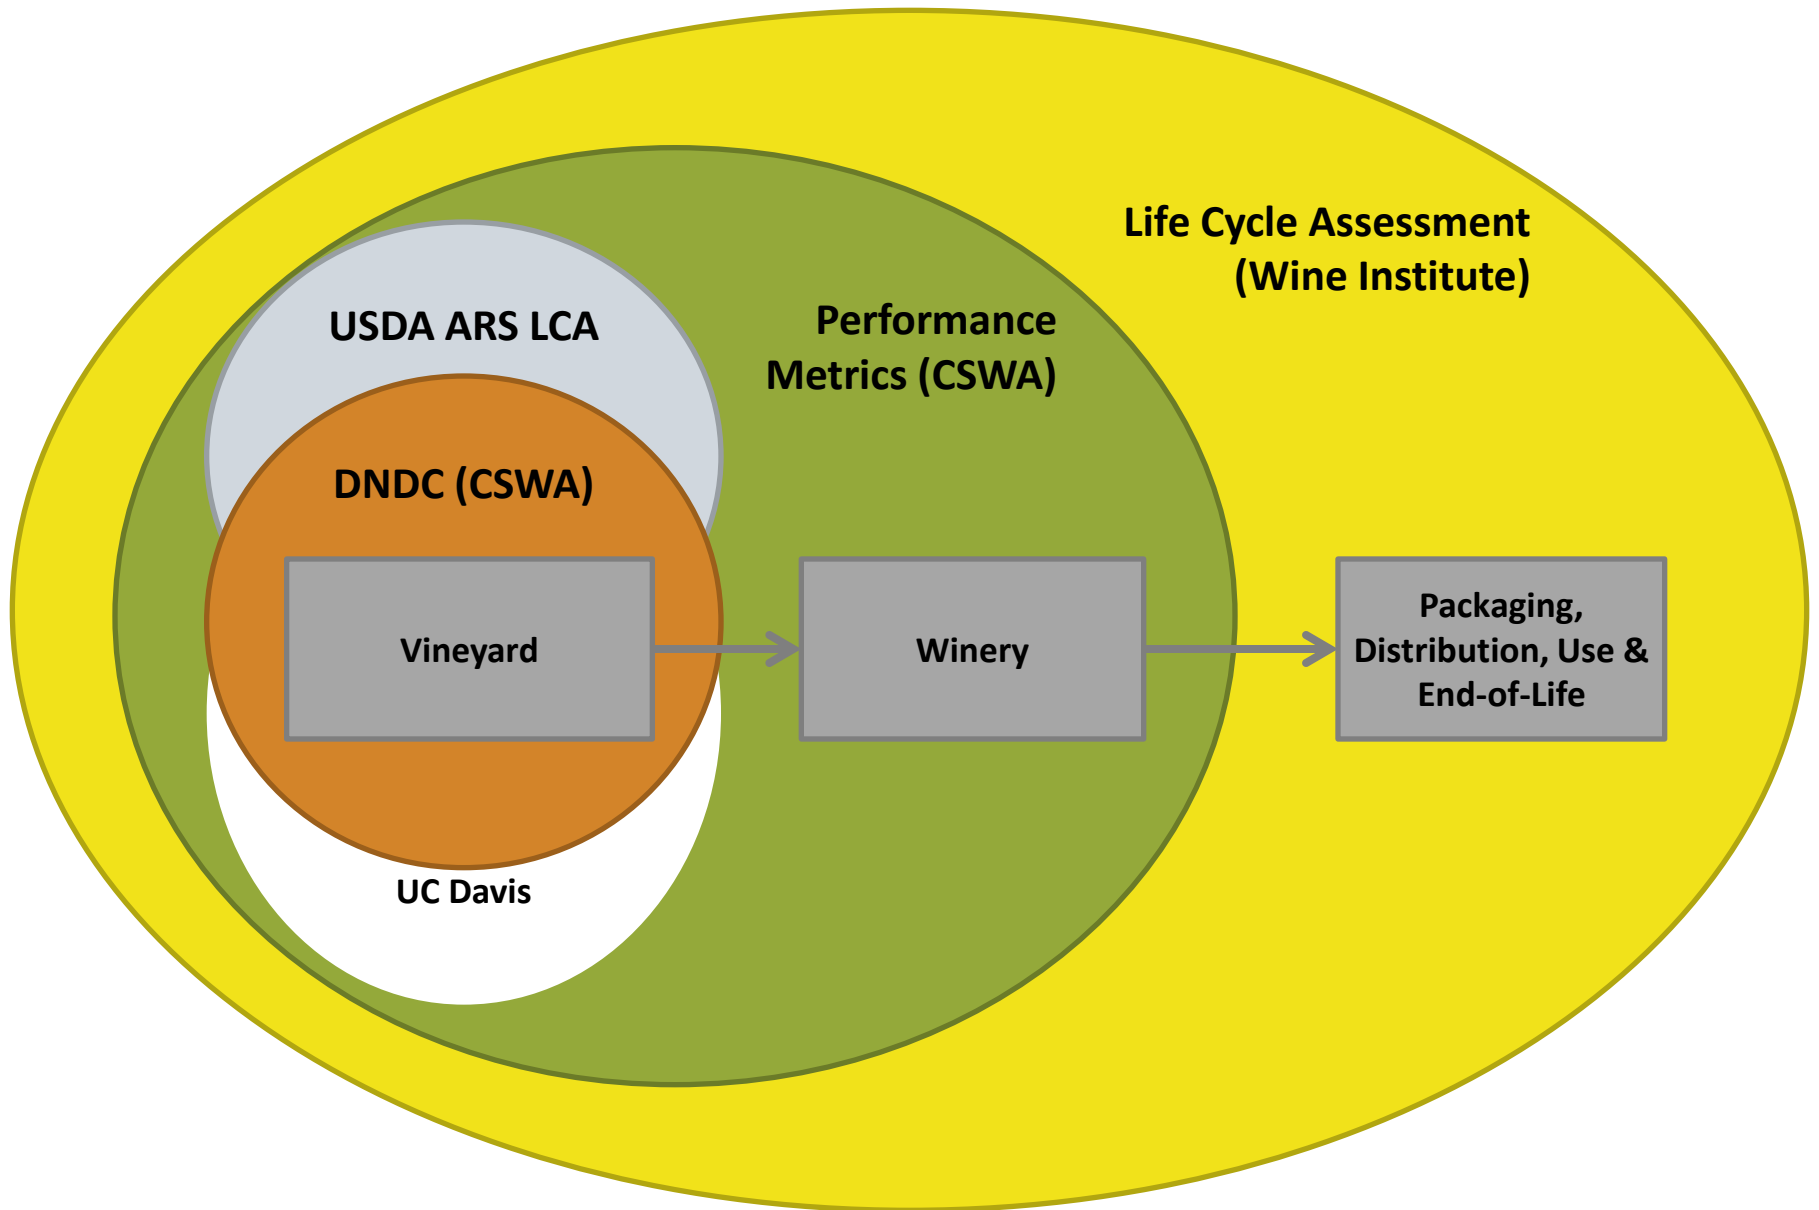 Life Cycle Assessment
(Wine Institute)
Performance
Metrics (CSWA)
USDA ARS LCA
DNDC (CSWA)
Vineyard
Winery
Packaging,
Distribution, Use &
End-of-Life
UC Davis